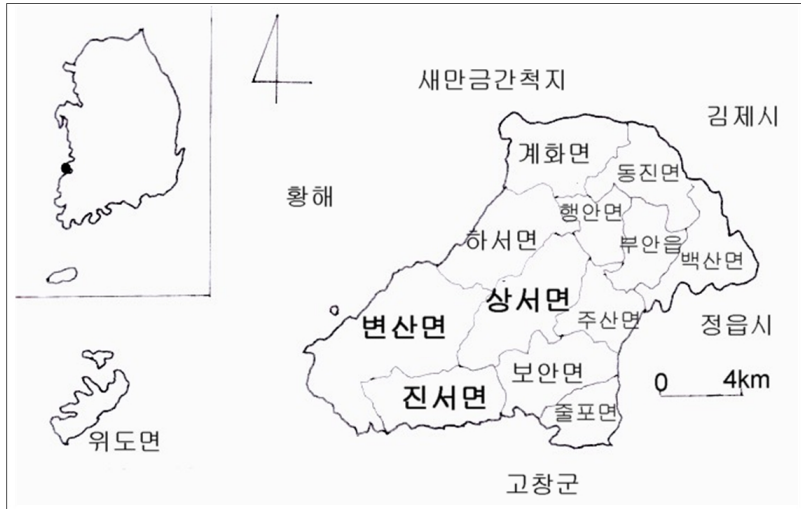 새만금간척지
김제시
계화면
동진면
황해
행안면
하서면
부안읍
백산면
상서면
변산면
주산면
정읍시
보안면
0 4km
진서면
줄포면
위도면
고창군